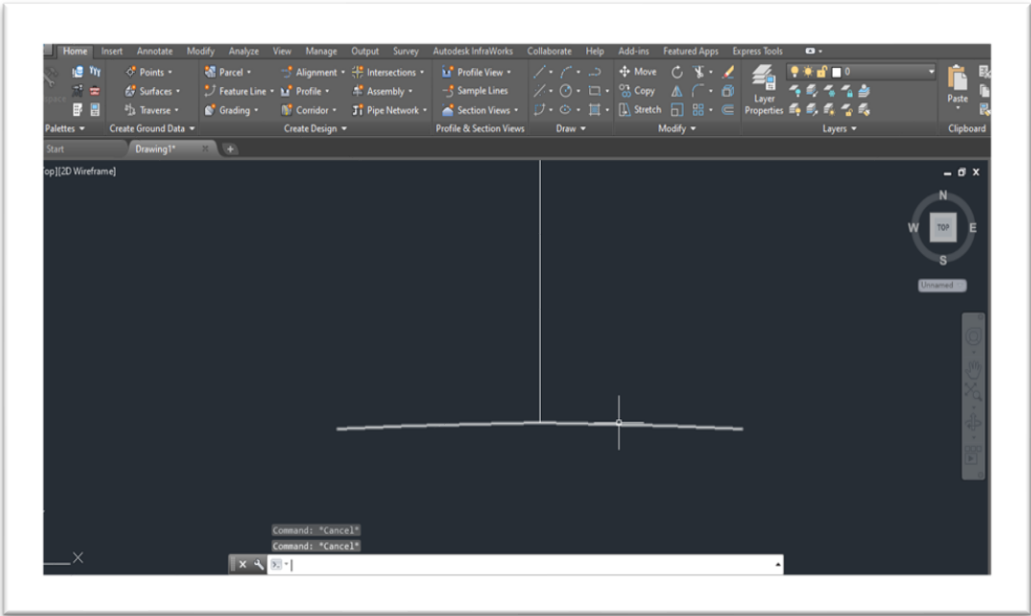 Home Insert Annotate Modify Analyze View Manage Output Survey Autodesk InfraWorks Collaborate Help Add-ins Featured Apps Express Tools
Points Parcel Alignment Intersections Profile View Move 0
Surfaces Feature Line Profile Assembly Sample Lines Copy Layer Paste
Traverse Grading Corridor Pipe Network Section Views Stretch Properties
Palettes Create Ground Data Create Design Profile & Section Views Draw Modify Layers Clipboard
Start Drawing1* +
op][2D Wireframe]
N
W TOP E
S
Unnamed
Command: *Cancel*
Command: *Cancel*
X